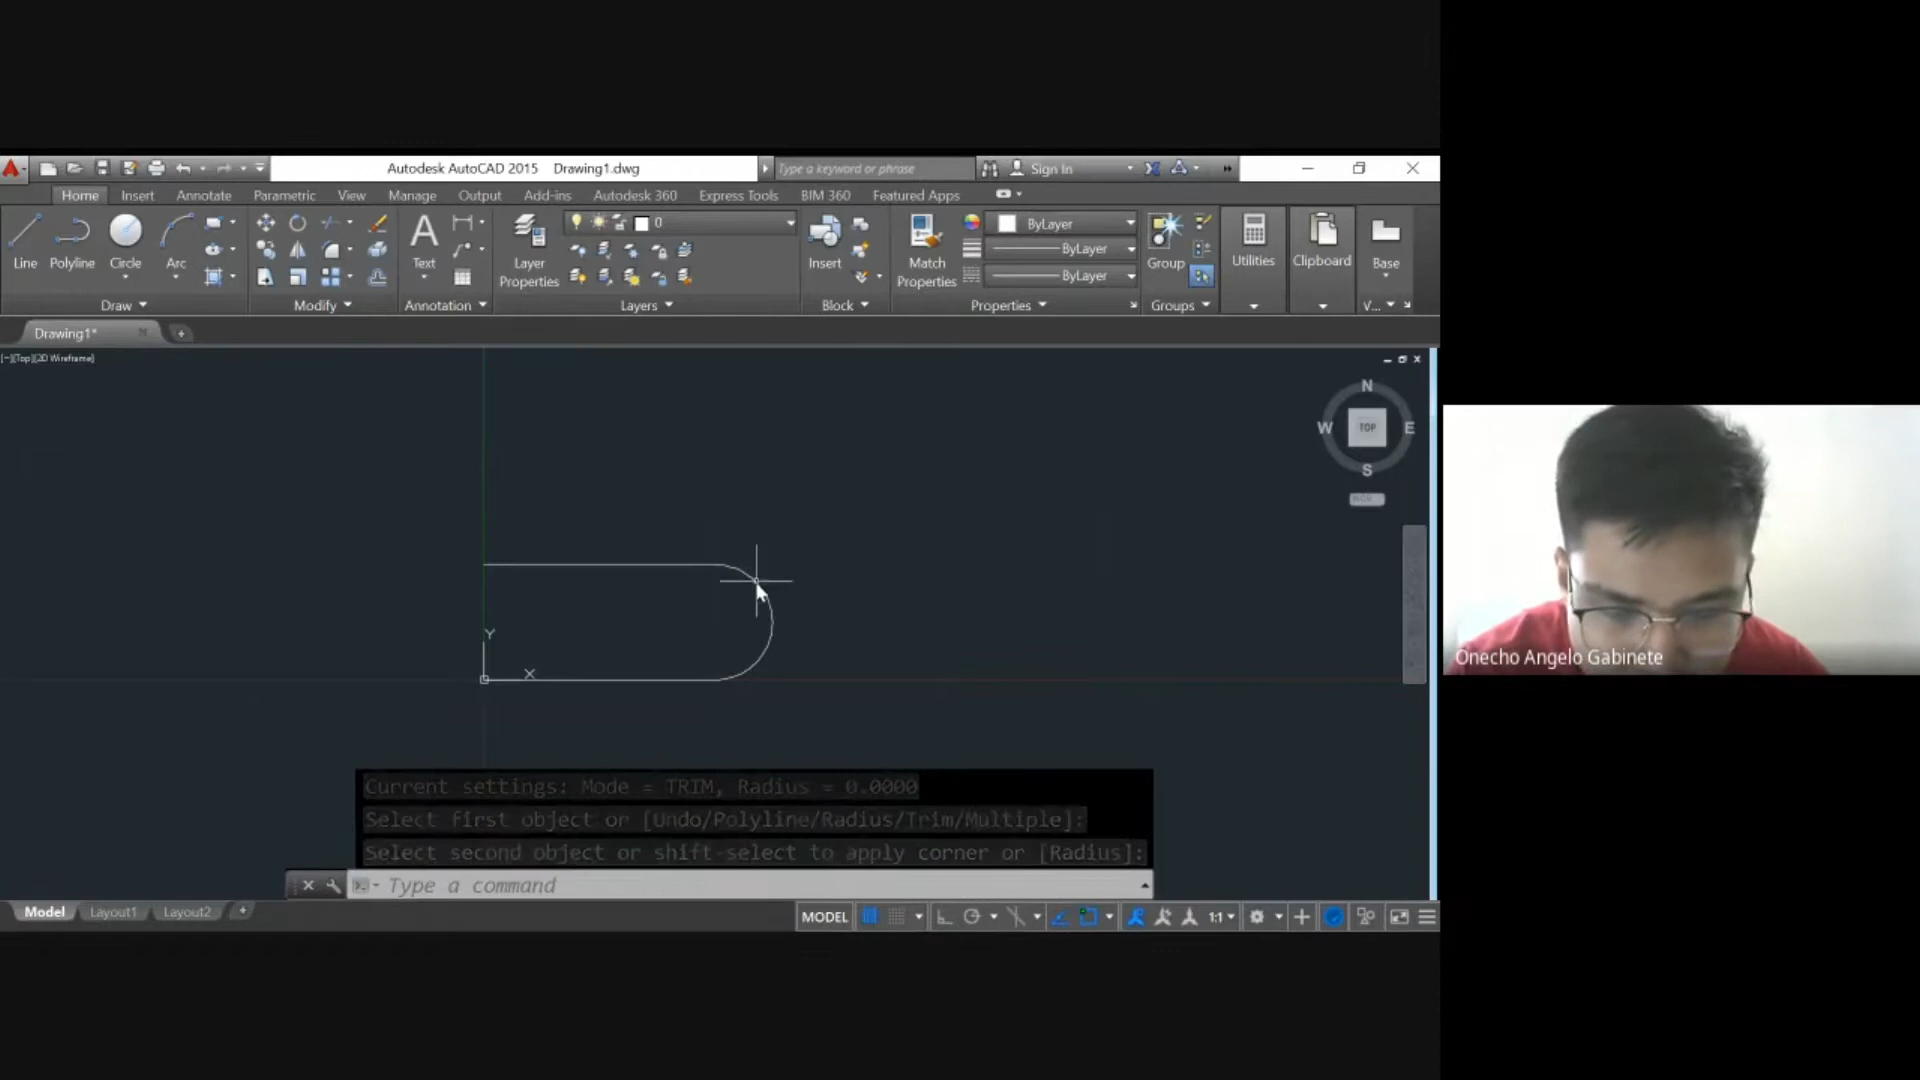 Autodesk AutoCAD 2015 Drawing1.dwg
Type a keyword or phrase
Sign In
Home Insert Annotate Parametric View Manage Output Add-ins Autodesk 360 Express Tools BIM 360 Featured Apps
0
ByLayer
ByLayer
ByLayer
Line Polyline Circle Arc
Text
Layer Properties
Insert
Match Properties
Group
Utilities
Clipboard
Base
Draw Modify Annotation Layers Block Properties Groups V...
Drawing1*
[−][Top][2D Wireframe]
N
W TOP E
S
Y
X
Onecho Angelo Gabinete
Current settings: Mode = TRIM, Radius = 0.0000
Select first object or [Undo/Polyline/Radius/Trim/Multiple]:
Select second object or shift-select to apply corner or [Radius]:
Type a command
Model Layout1 Layout2 +
MODEL
1:1